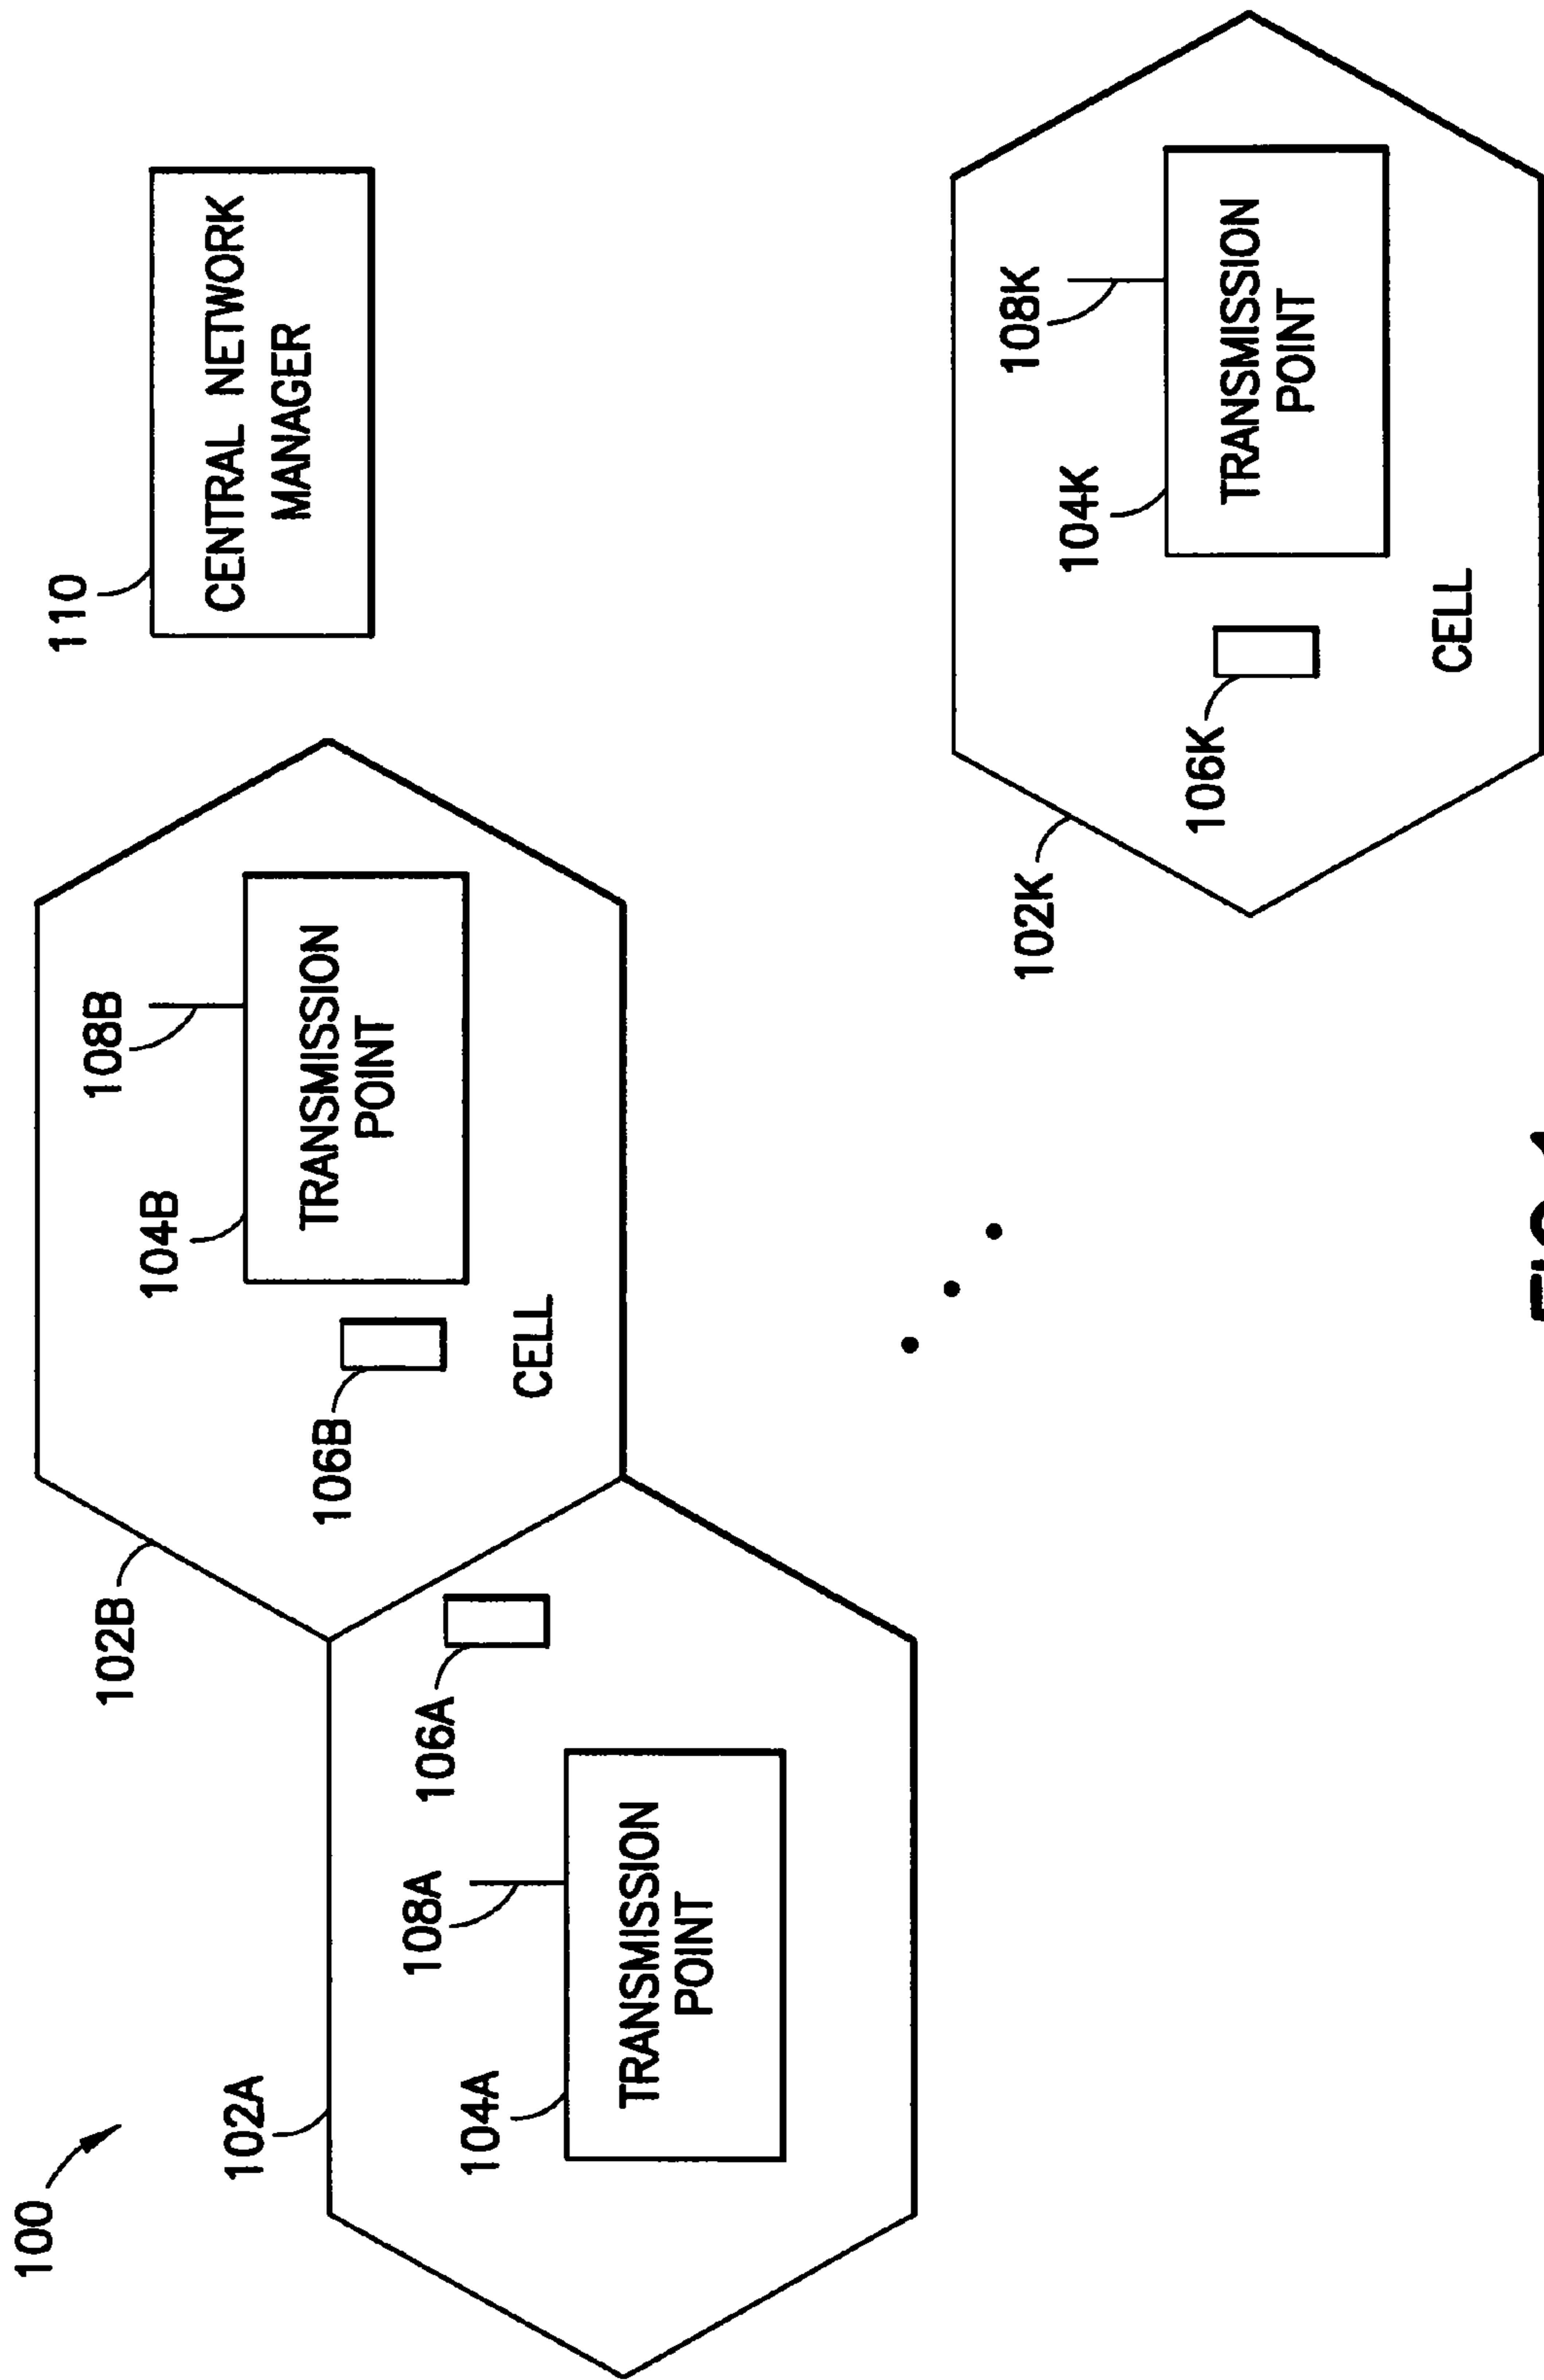 100
102A
104A
108A
TRANSMISSION
POINT
106A
102B
106B
104B
108B
TRANSMISSION
POINT
CELL
110
CENTRAL NETWORK
MANAGER
102K
106K
104K
108K
TRANSMISSION
POINT
CELL